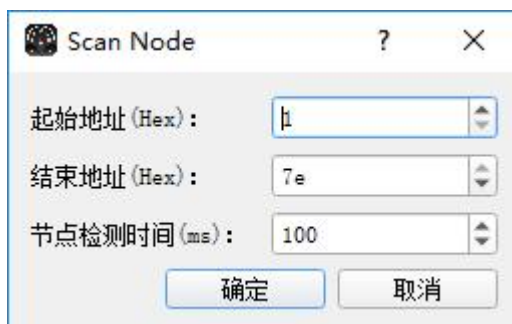 Scan Node ? ×
起始地址(Hex): 1
结束地址(Hex): 7e
节点检测时间(ms): 100
确定 取消